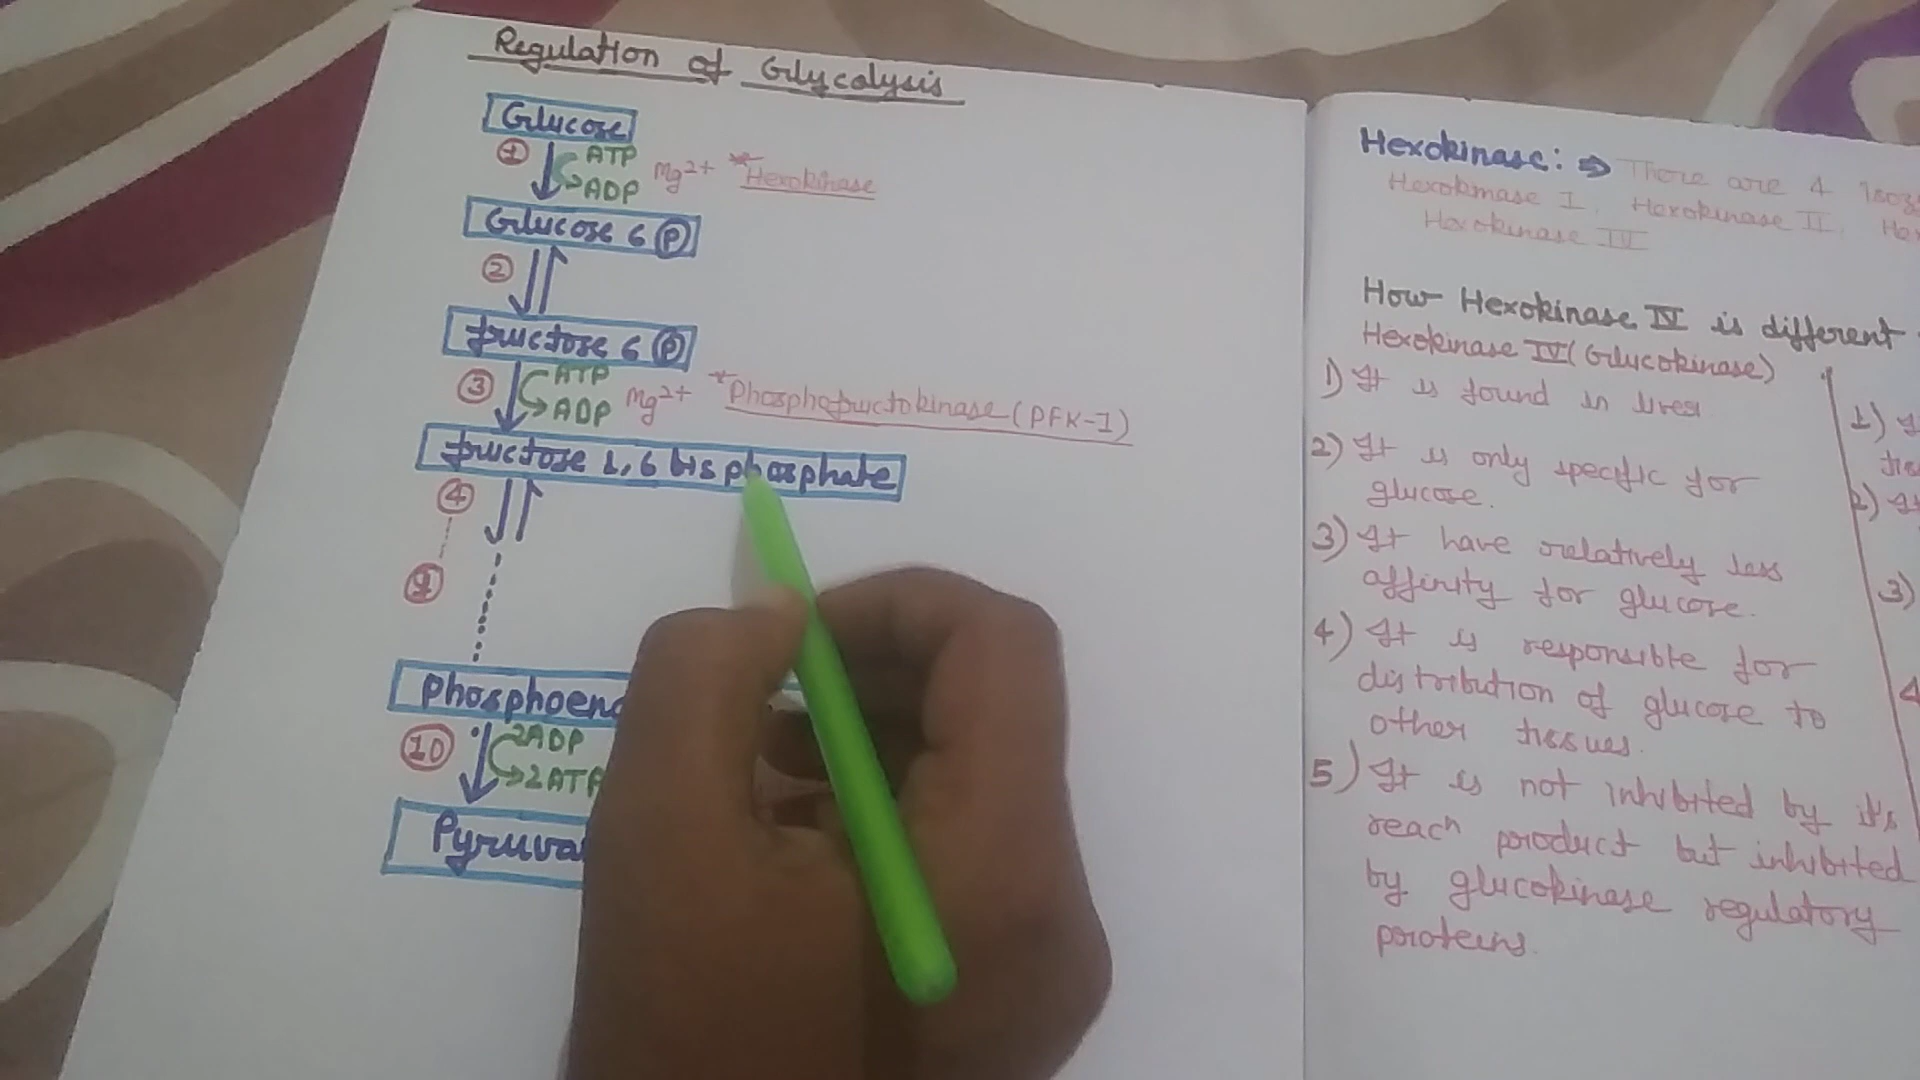 Regulation of Glycolysis
Glucose
1
ATP
ADP
Mg2+ *Hexokinase
Glucose 6 P
2
fructose 6 P
3
ATP
ADP
Mg2+ *Phosphofructokinase (PFK-1)
fructose 1,6 bis phosphate
4
9
Phosphoeno
10
2ADP
2ATP
Pyruva
Hexokinase: ⇒ There are 4
Hexokinase I, Hexokinase II,
Hexokinase IV
How Hexokinase IV is different
Hexokinase IV (Glucokinase)
1) It is found in liver
2) It is only specific for
glucose.
3) It have relatively less
affinity for glucose.
4) It is responsible for
distribution of glucose to
other tissues.
5) It is not inhibited by it's
reach product but inhibited
by glucokinase regulatory
proteins.
1)
2)
3)
4